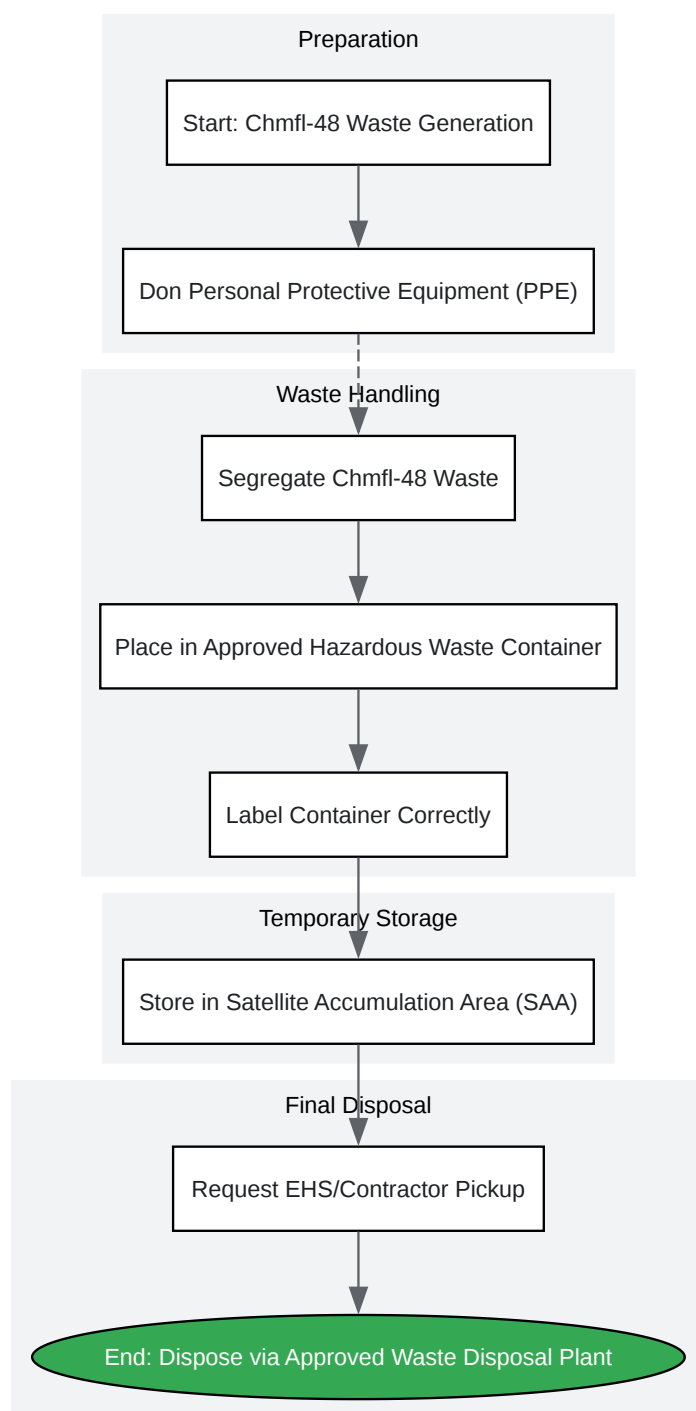 Preparation
Start: Chmfl-48 Waste Generation
Don Personal Protective Equipment (PPE)
Waste Handling
Segregate Chmfl-48 Waste
Place in Approved Hazardous Waste Container
Label Container Correctly
Temporary Storage
Store in Satellite Accumulation Area (SAA)
Final Disposal
Request EHS/Contractor Pickup
End: Dispose via Approved Waste Disposal Plant